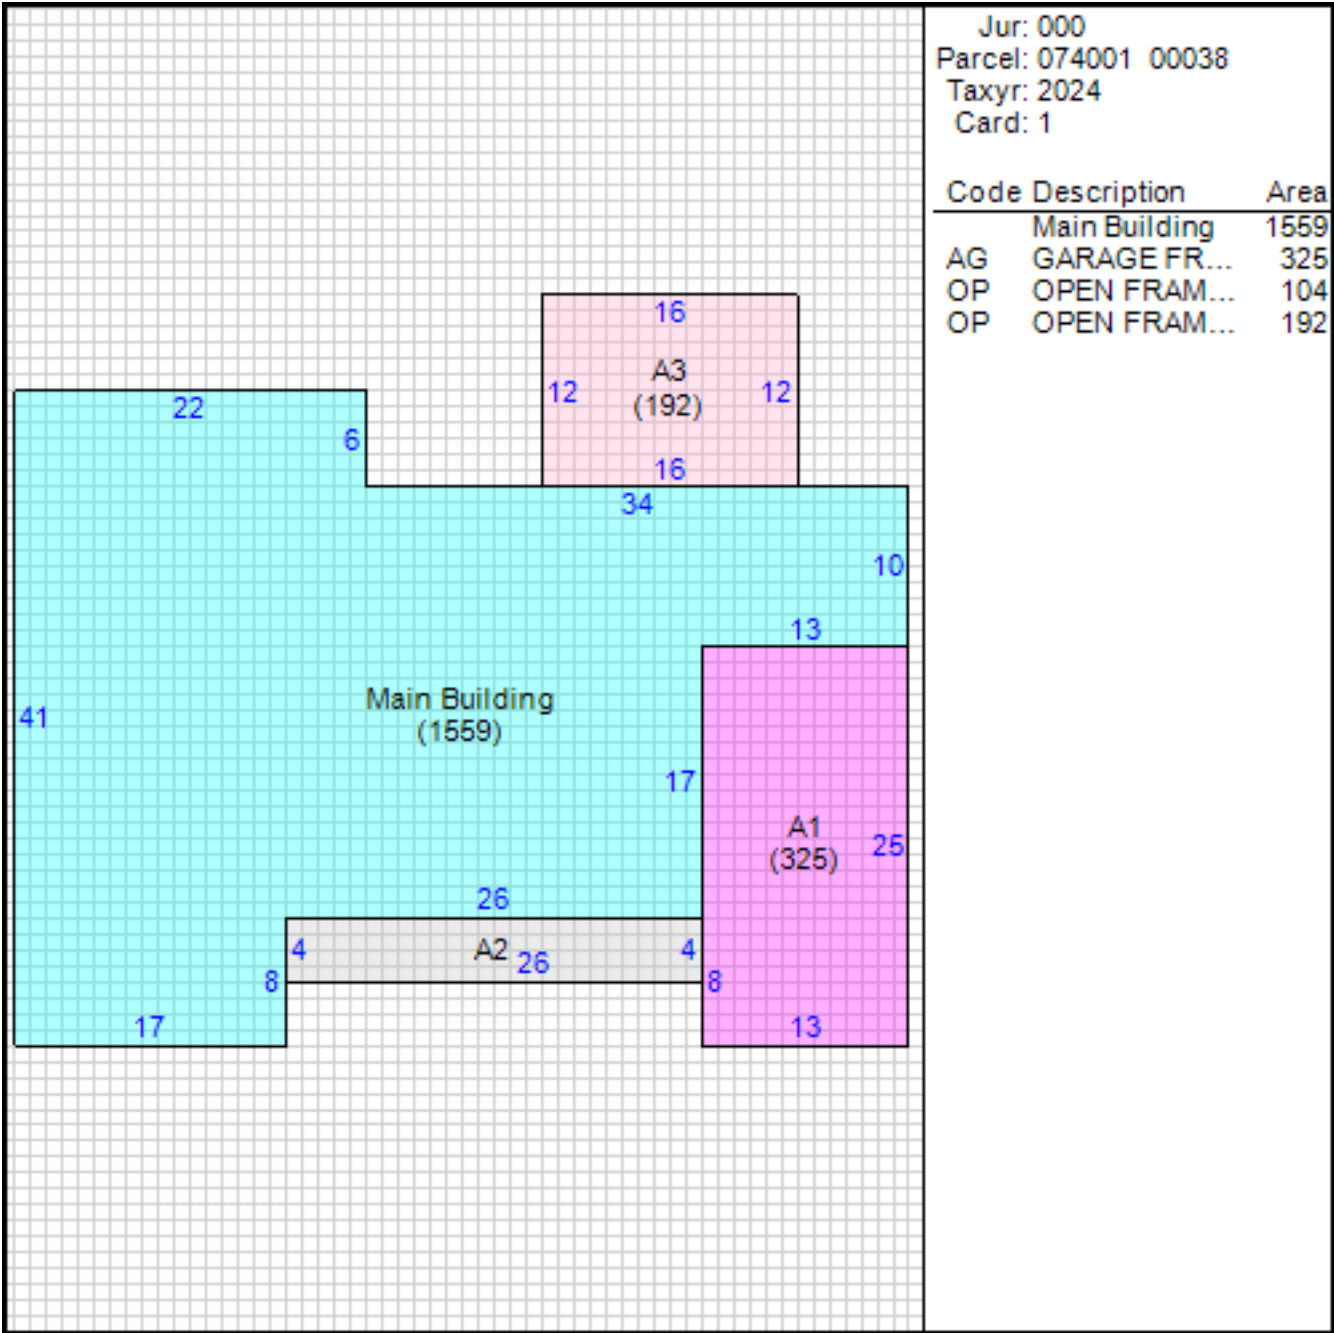 Jur: 000
Parcel: 074001 00038
Taxyr: 2024
Card: 1
Code Description Area
Main Building 1559
AG GARAGE FR... 325
OP OPEN FRAM... 104
OP OPEN FRAM... 192
16
A3
12 12
(192)
16
22
6
34
10
13
Main Building
(1559)
41
17
A1
(325)
25
26
4 A2 26 4
8 8
17 13